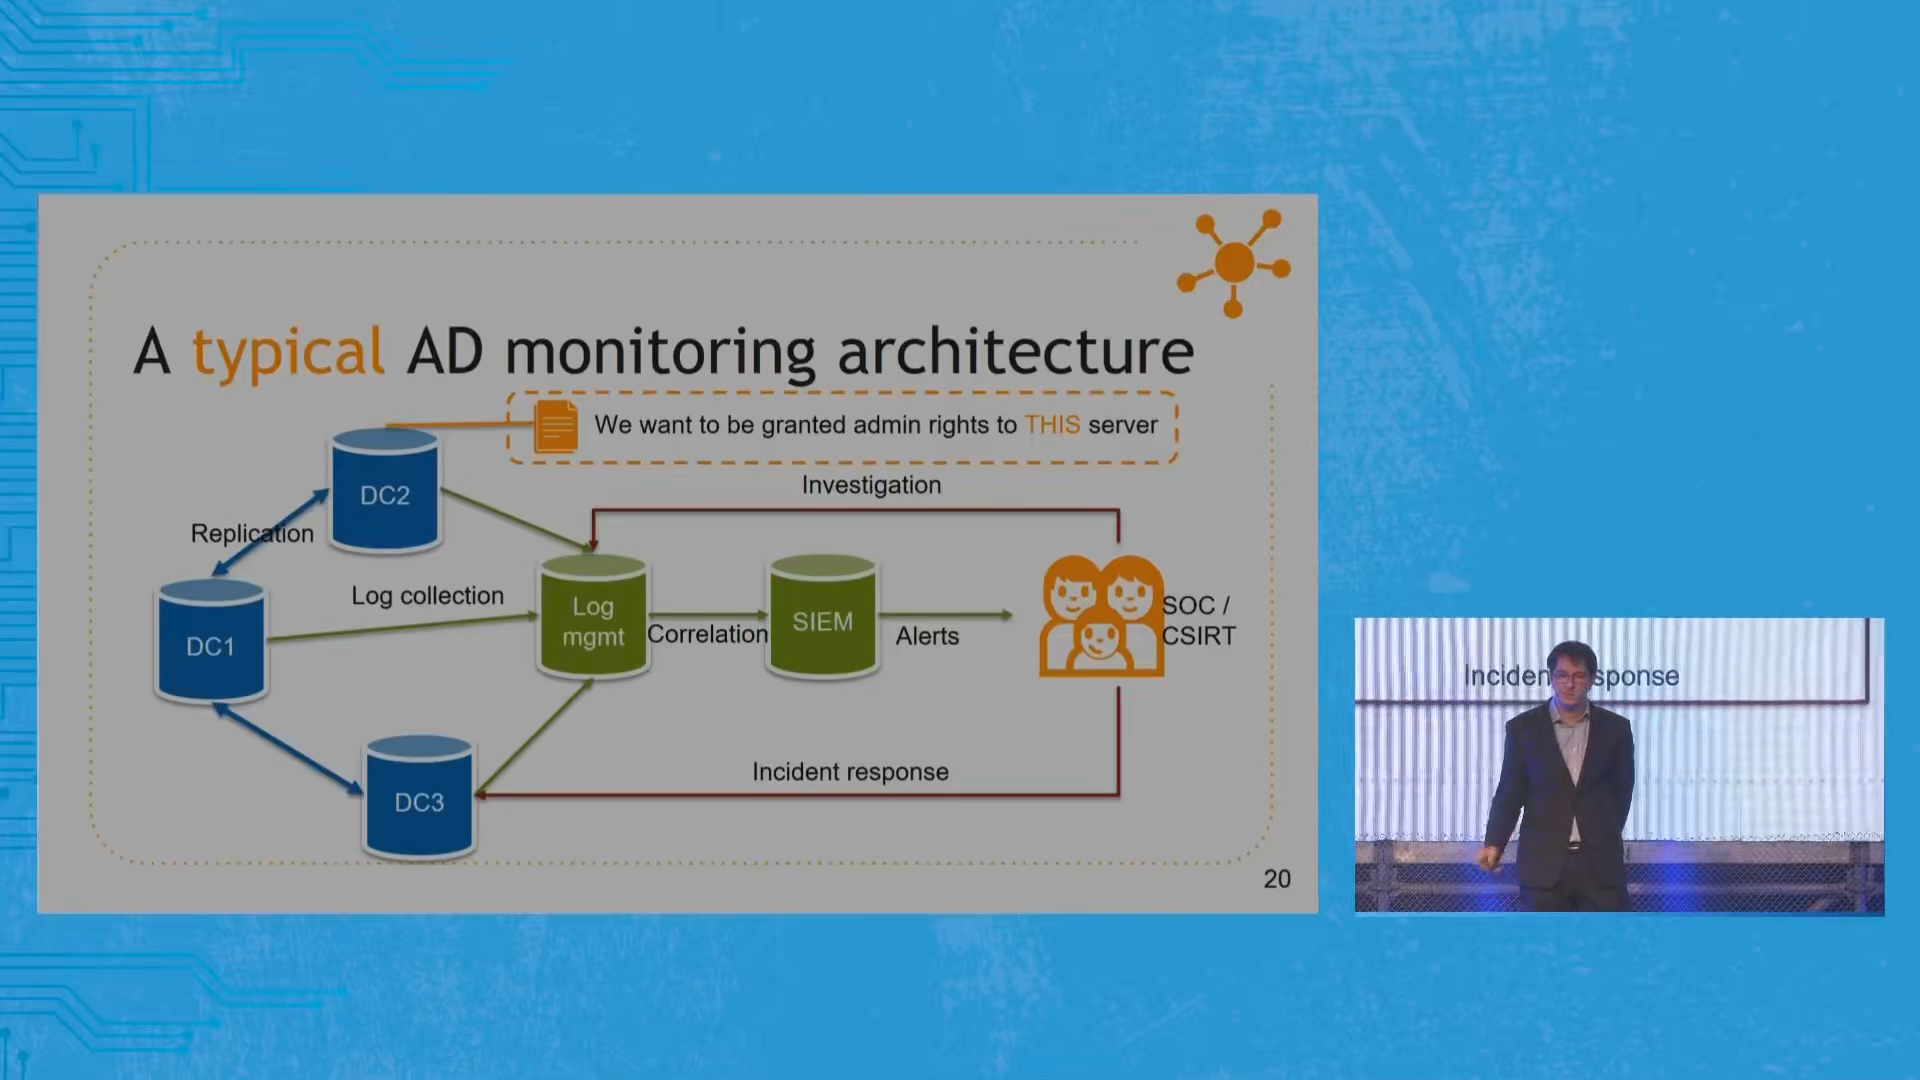 A typical AD monitoring architecture
We want to be granted admin rights to THIS server
Investigation
DC2
Replication
Log collection
Log
mgmt
SIEM
SOC /
CSIRT
Correlation
Alerts
DC1
Incident response
DC3
20
Inciden sponse